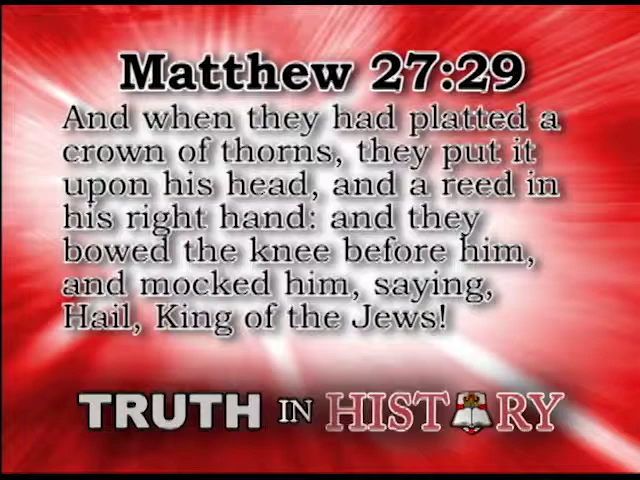 Matthew 27:29
And when they had platted a
crown of thorns, they put it
upon his head, and a reed in
his right hand: and they
bowed the knee before him,
and mocked him, saying,
Hail, King of the Jews!
TRUTH IN HISTORY